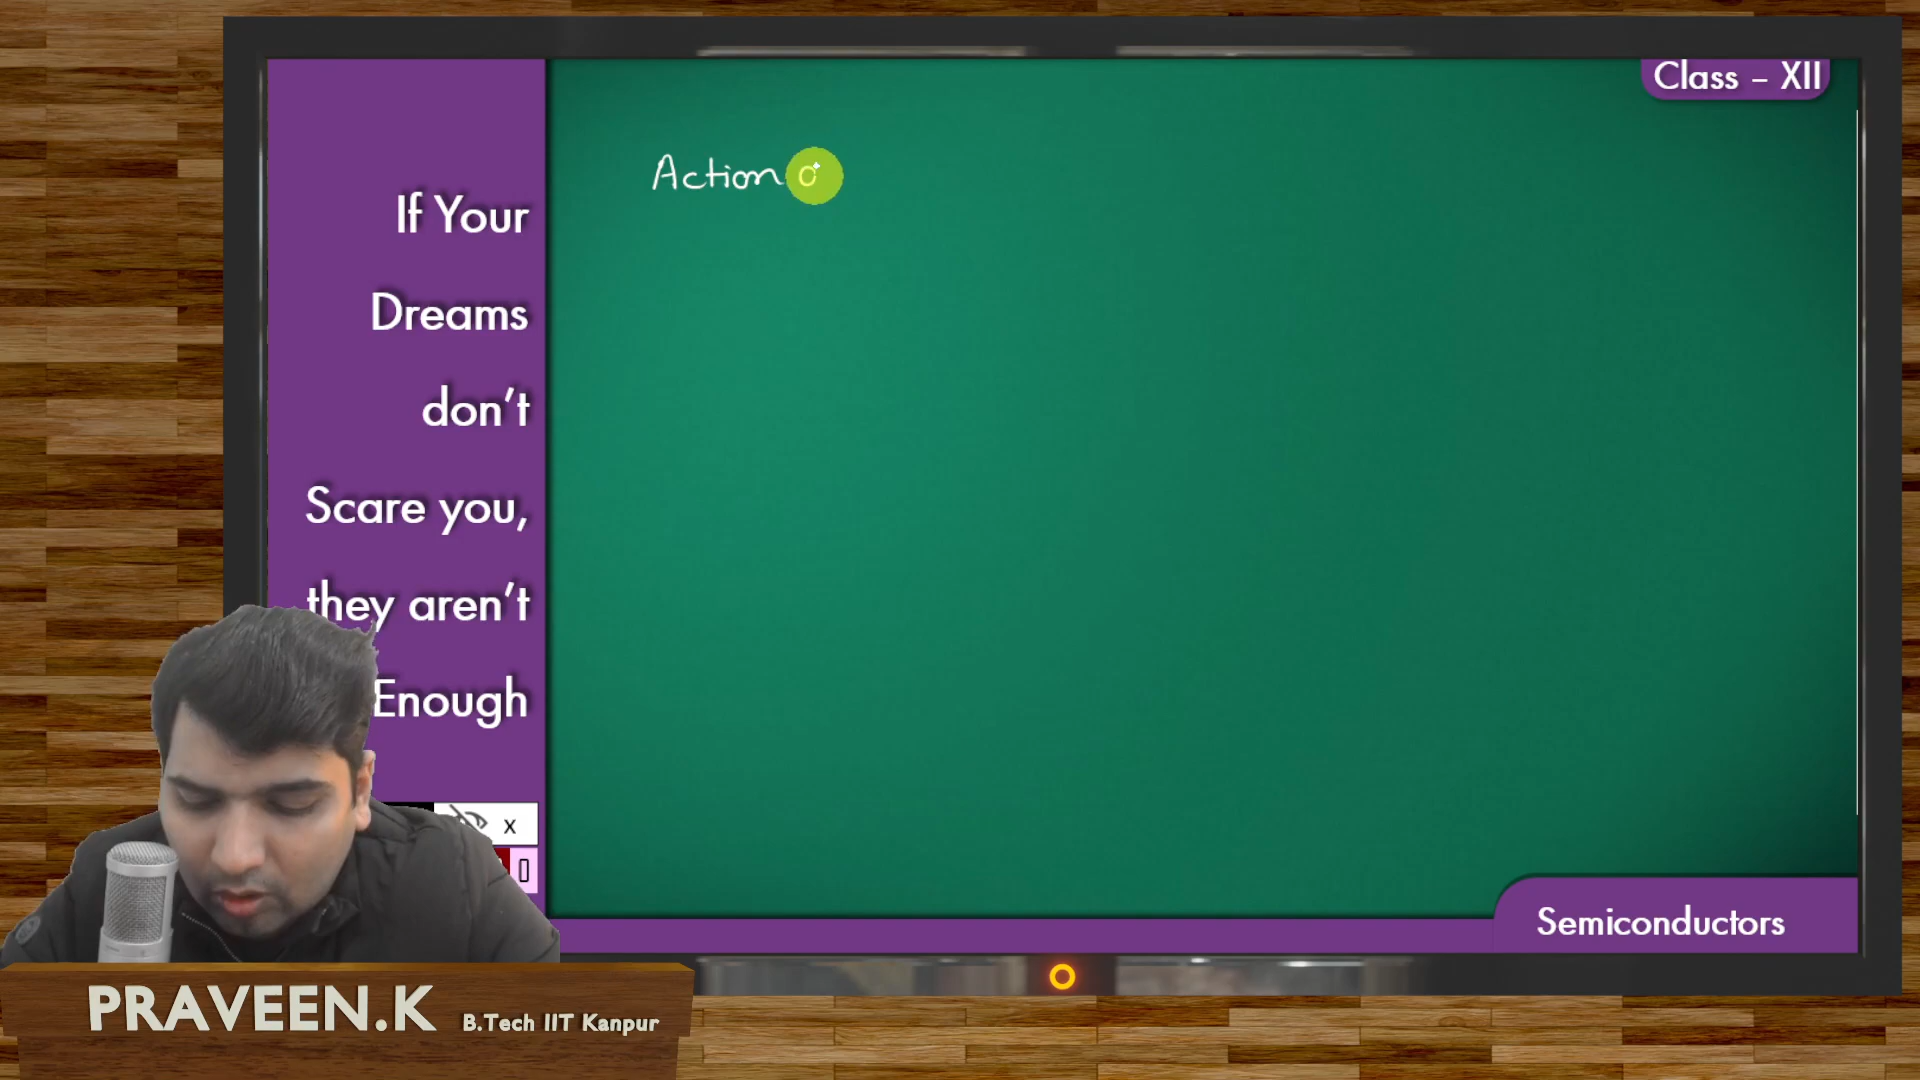 Class – XII
Action o
If Your
Dreams
don’t
Scare you,
they aren’t
Enough
x
Semiconductors
PRAVEEN.K B.Tech IIT Kanpur